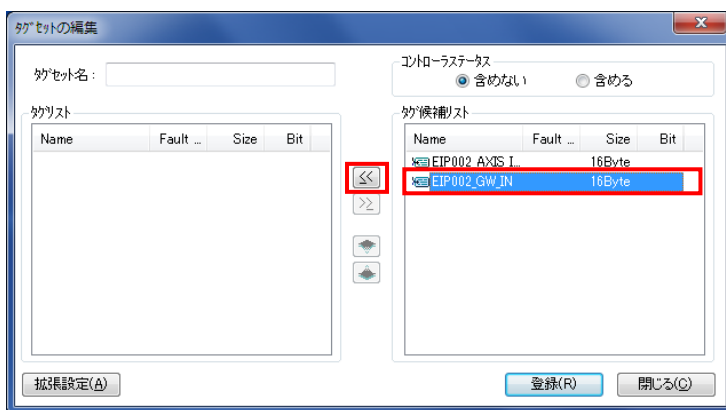 タグセットの編集
タグセット名 :
コントローラステータス
含めない
含める
タグリスト
Name Fault ... Size Bit
タグ候補リスト
Name Fault ... Size Bit
EIP002_AXIS_I... 16Byte
EIP002_GW_IN 16Byte
<<
>>
拡張設定(A)
登録(R)
閉じる(C)